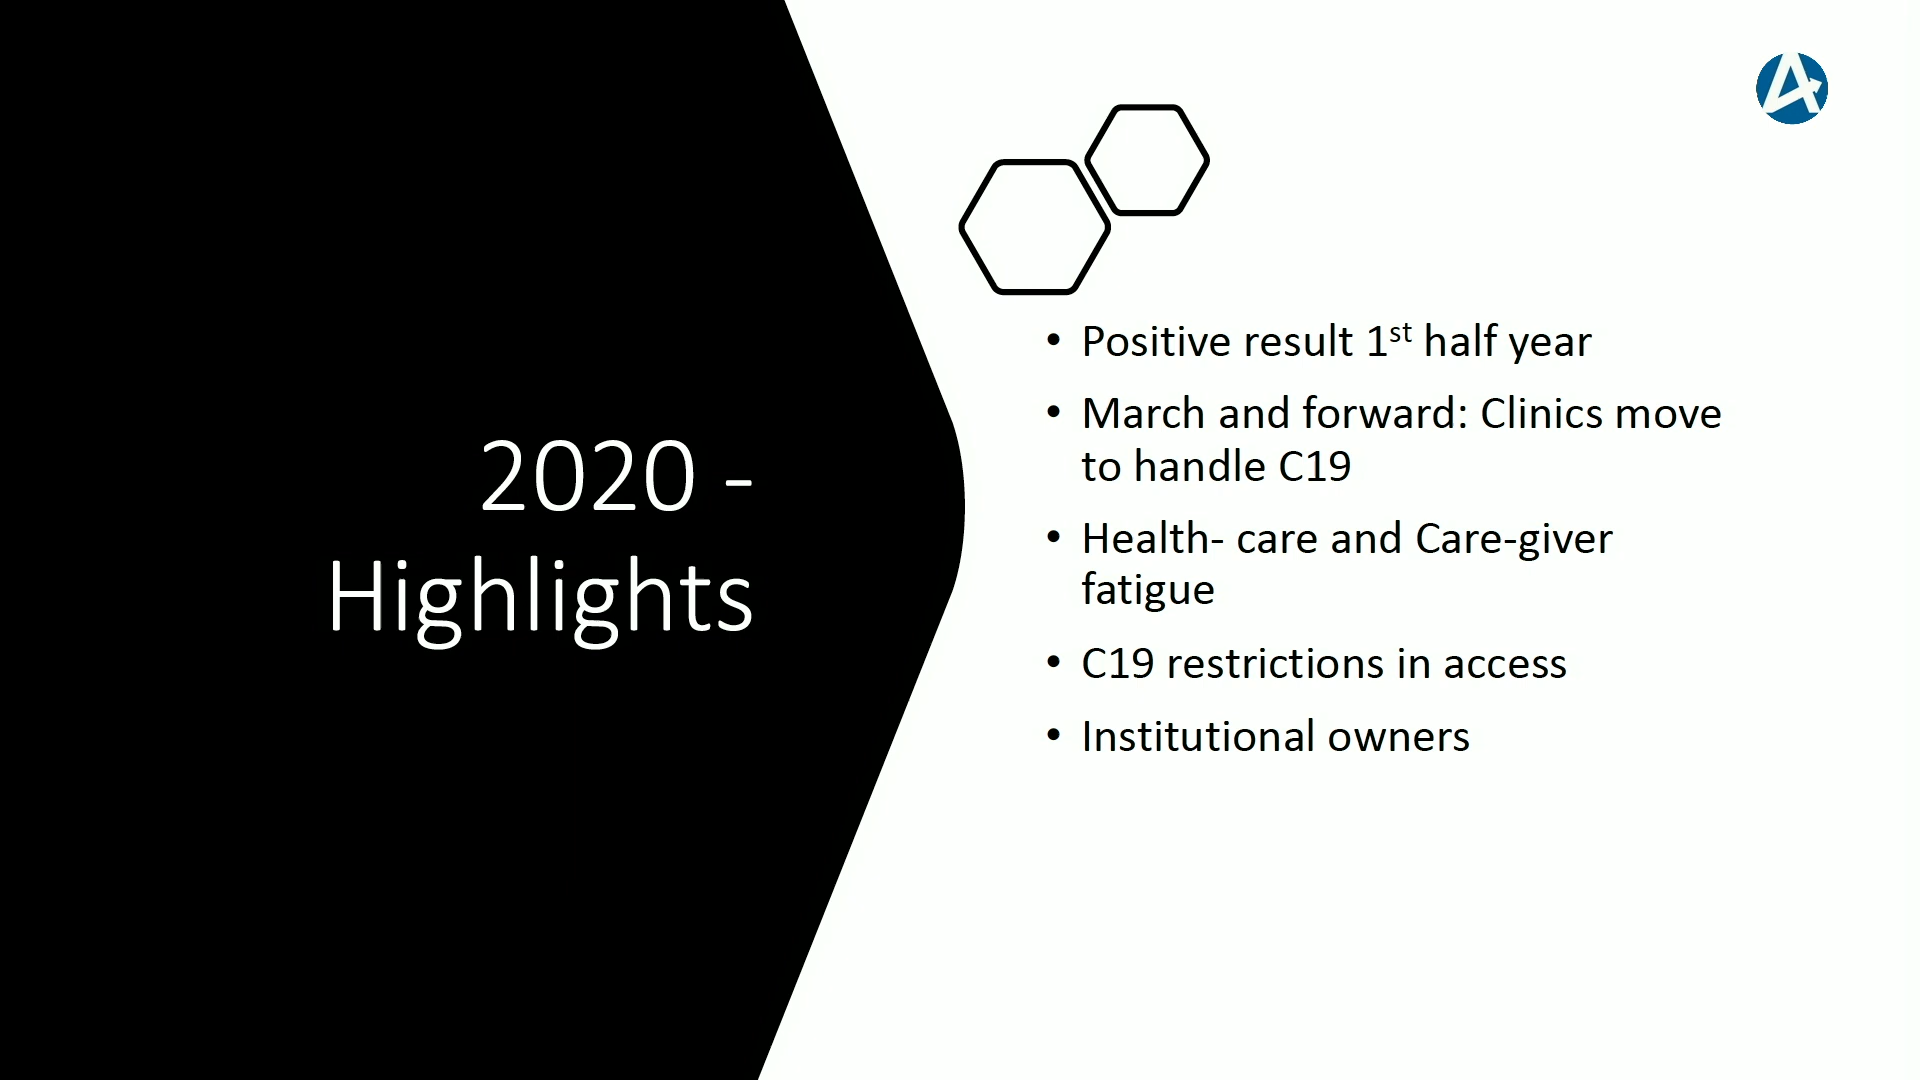 2020 -
Highlights
• Positive result 1st half year
• March and forward: Clinics move
to handle C19
• Health- care and Care-giver
fatigue
• C19 restrictions in access
• Institutional owners